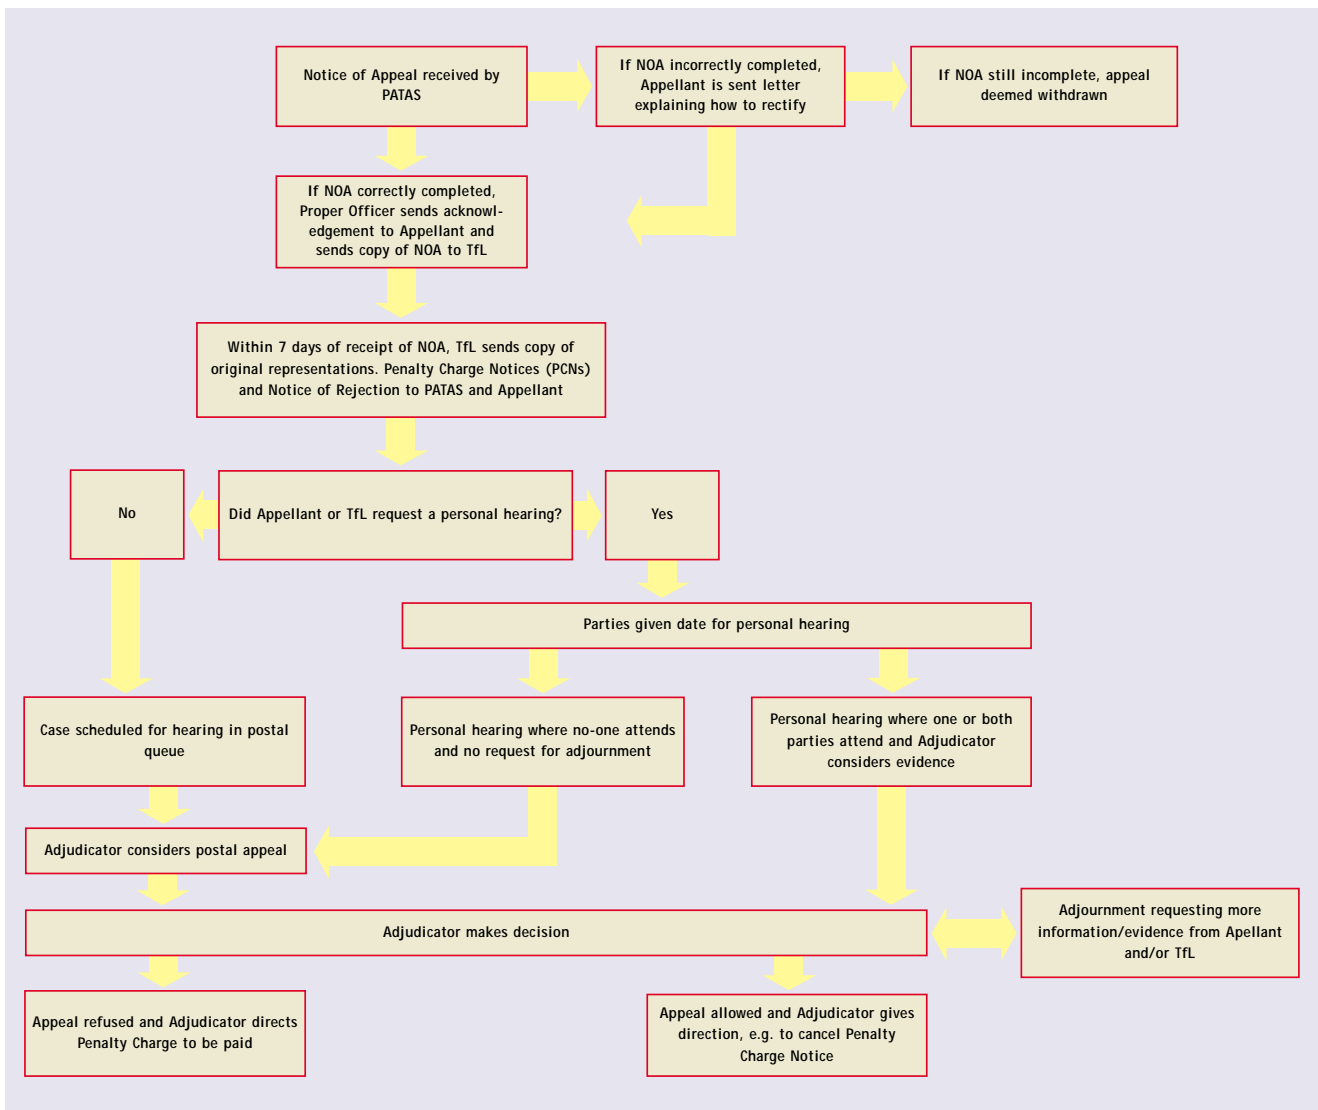 Notice of Appeal received by
PATAS
If NOA incorrectly completed,
Appellant is sent letter
explaining how to rectify
If NOA still incomplete, appeal
deemed withdrawn
If NOA correctly completed,
Proper Officer sends acknowl-
edgement to Appellant and
sends copy of NOA to TfL
Within 7 days of receipt of NOA, TfL sends copy of
original representations. Penalty Charge Notices (PCNs)
and Notice of Rejection to PATAS and Appellant
No
Did Appellant or TfL request a personal hearing?
Yes
Parties given date for personal hearing
Case scheduled for hearing in postal
queue
Personal hearing where no-one attends
and no request for adjournment
Personal hearing where one or both
parties attend and Adjudicator
considers evidence
Adjudicator considers postal appeal
Adjudicator makes decision
Adjournment requesting more
information/evidence from Apellant
and/or TfL
Appeal refused and Adjudicator directs
Penalty Charge to be paid
Appeal allowed and Adjudicator gives
direction, e.g. to cancel Penalty
Charge Notice